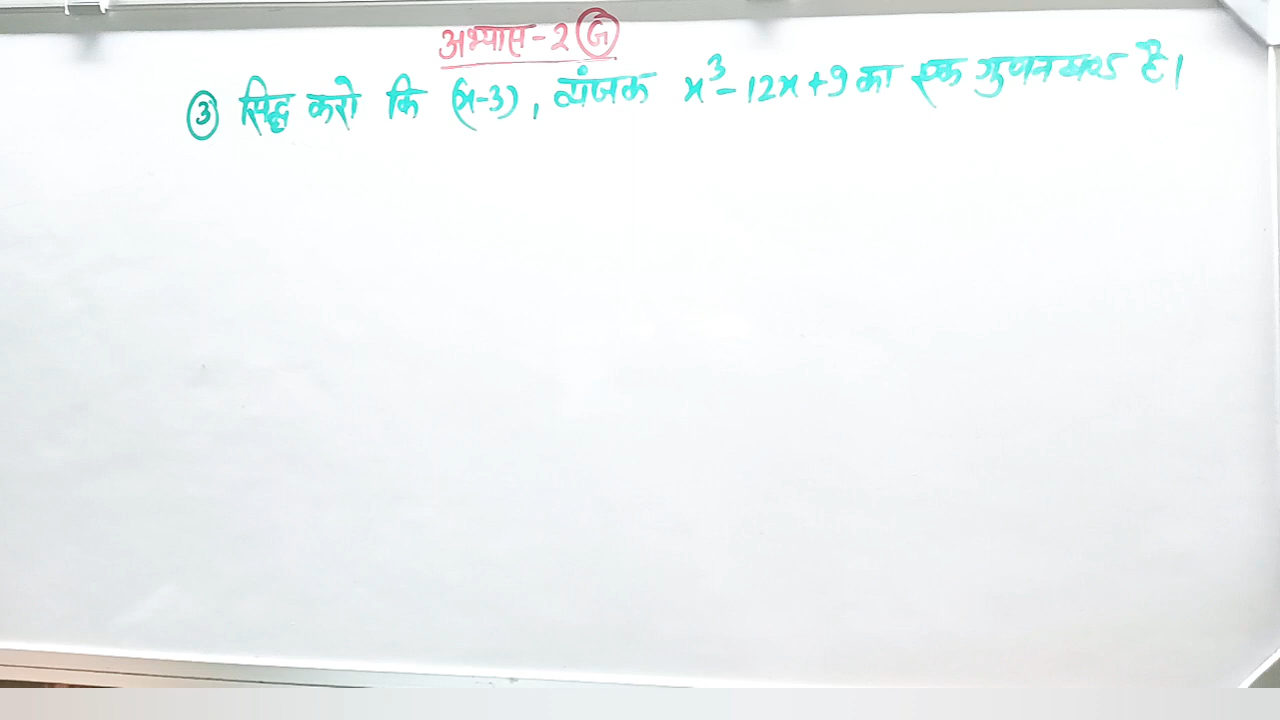 अभ्यास-2 G
3 सिद्ध करो कि (x-3), व्यंजक x³-12x+9 का एक गुणनखण्ड है।